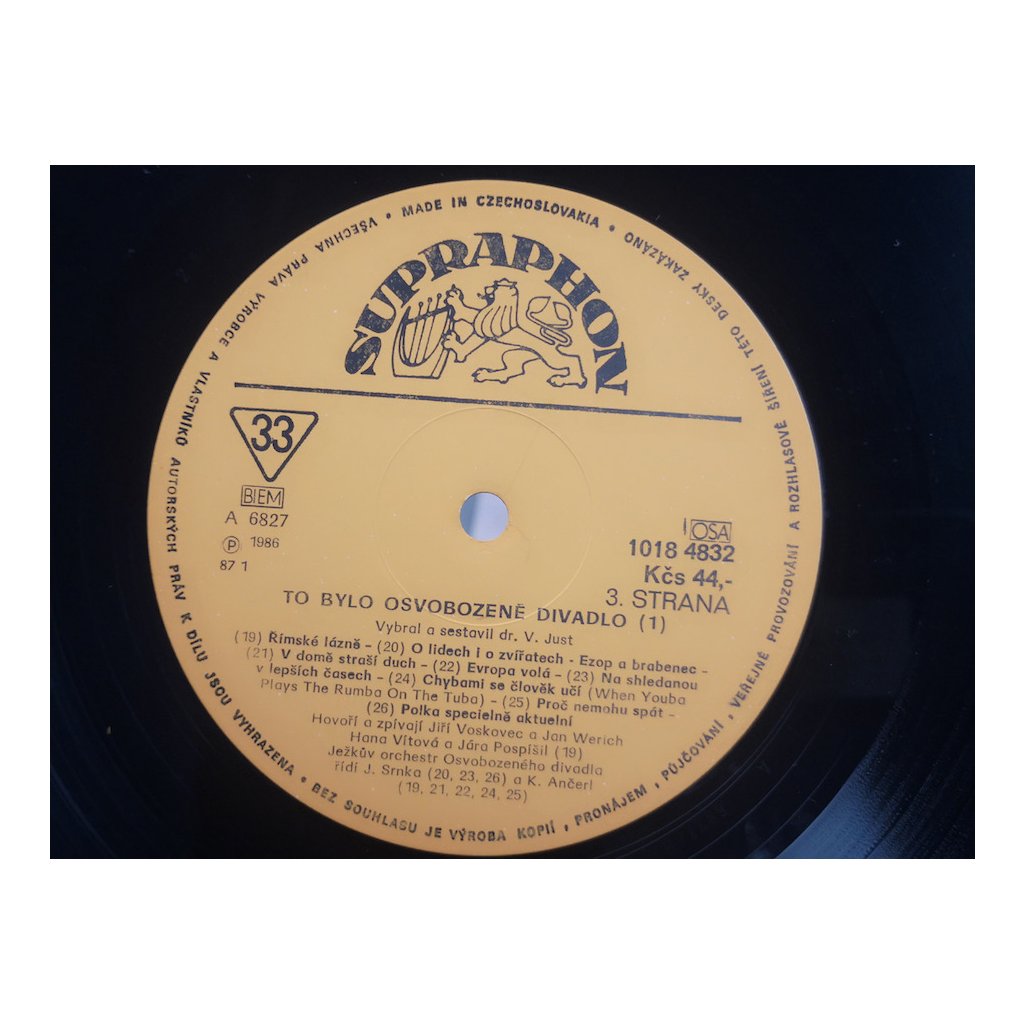 MADE IN CZECHOSLOVAKIA •
SUPRAPHON
33
BIEM
A 6827
Ⓟ 1986
87 1
OSA
1018 4832
Kčs 44,-
3. STRANA
TO BYLO OSVOBOZENÉ DIVADLO (1)
Vybral a sestavil dr. V. Just
(19) Římské lázně - (20) O lidech i o zvířatech - Ezop a brabenec -
(21) V domě straší duch - (22) Evropa volá - (23) Na shledanou
v lepších časech - (24) Chybami se člověk učí (When Youba
Plays The Rumba On The Tuba) - (25) Proč nemohu spát -
(26) Polka specielně aktuelní
Hovoří a zpívají Jiří Voskovec a Jan Werich
Hana Vítová a Jára Pospíšil (19)
Ježkův orchestr Osvobozeného divadla
řídí J. Srnka (20, 23, 26) a K. Ančerl
(19, 21, 22, 24, 25)
VŠECHNA PRÁVA VÝROBCE A VLASTNÍKŮ AUTORSKÝCH PRÁV K DÍLU JSOU VYHRAZENA • BEZ SOUHLASU JE VÝROBA KOPIÍ, PRONÁJEM, PŮJČOVÁNÍ, VEŘEJNÉ PROVOZOVÁNÍ A ROZHLASOVÉ ŠÍŘENÍ TÉTO DESKY ZAKÁZÁNO •